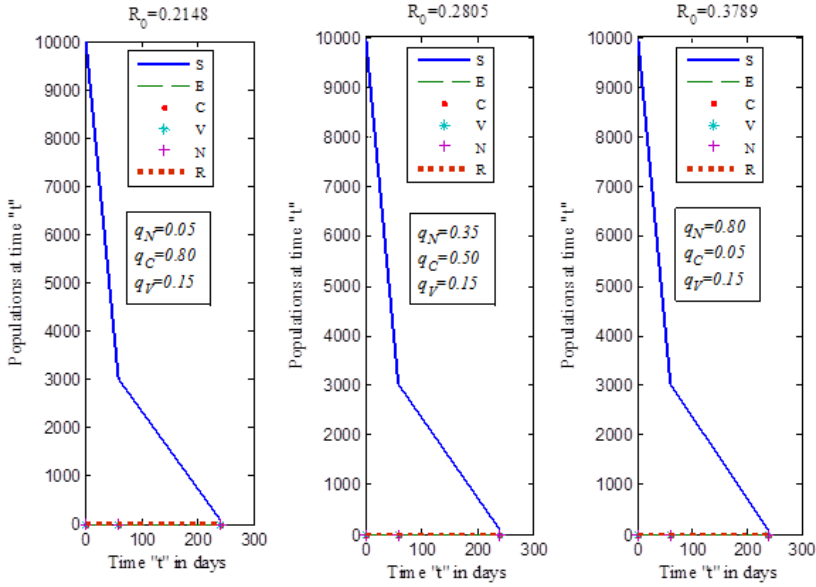 R0=0.2148
10000
9000
8000
7000
6000
5000
4000
3000
2000
1000
0
0 100 200 300
Populations at time "t"
Time "t" in days
S
E
C
V
N
R
qN=0.05
qC=0.80
qV=0.15
R0=0.2805
10000
9000
8000
7000
6000
5000
4000
3000
2000
1000
0
0 100 200 300
Populations at time "t"
Time "t" in days
S
E
C
V
N
R
qN=0.35
qC=0.50
qV=0.15
R0=0.3789
10000
9000
8000
7000
6000
5000
4000
3000
2000
1000
0
0 100 200 300
Populations at time "t"
Time "t" in days
S
E
C
V
N
R
qN=0.80
qC=0.05
qV=0.15